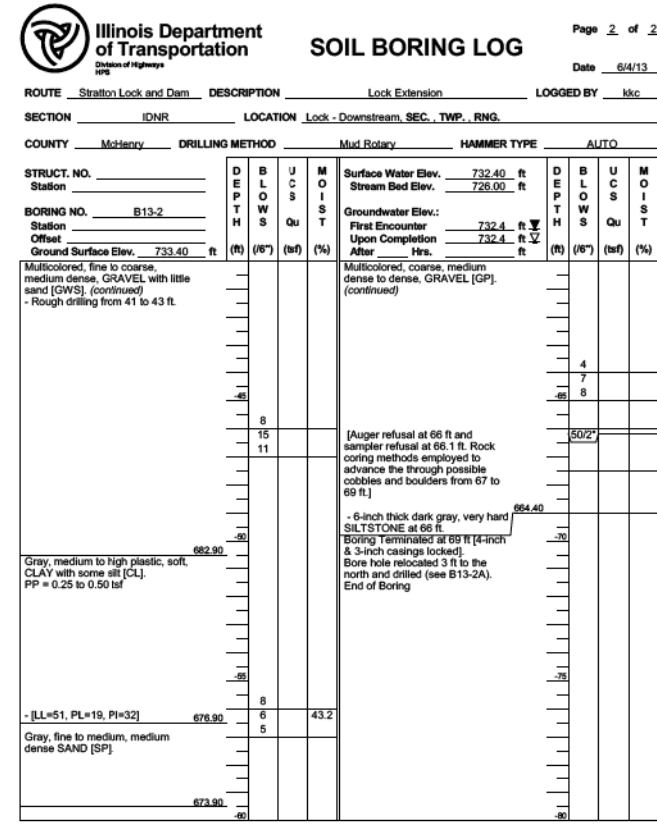 Illinois Department
of Transportation
Division of Highways
HPS
SOIL BORING LOG
Page 2 of 2
Date 6/4/13
ROUTE Stratton Lock and Dam DESCRIPTION Lock Extension LOGGED BY kkc
SECTION IDNR LOCATION Lock - Downstream, SEC. , TWP. , RNG.
COUNTY McHenry DRILLING METHOD Mud Rotary HAMMER TYPE AUTO
STRUCT. NO.
Station
BORING NO. B13-2
Station
Offset
Ground Surface Elev. 733.40 ft
DEPTH (ft)
BLOWS (/6")
UCS Qu (tsf)
MOIST (%)
Surface Water Elev. 732.40 ft
Stream Bed Elev. 726.00 ft
Groundwater Elev.:
First Encounter 732.4 ft
Upon Completion 732.4 ft
After Hrs. ft
DEPTH (ft)
BLOWS (/6")
UCS Qu (tsf)
MOIST
Multicolored, fine to coarse,
medium dense, GRAVEL with little
sand [GWS]. (continued)
- Rough drilling from 41 to 43 ft.
-45
8
15
11
-50
682.90
Gray, medium to high plastic, soft,
CLAY with some silt [CL].
PP = 0.25 to 0.50 tsf
-55
8
- [LL=51, PL=19, PI=32] 676.90 6 43.2
5
Gray, fine to medium, medium
dense SAND [SP].
673.90
-60
Multicolored, coarse, medium
dense to dense, GRAVEL [GP].
(continued)
4
7
-65 8
[Auger refusal at 66 ft and 50/2"
sampler refusal at 66.1 ft. Rock
coring methods employed to
advance the through possible
cobbles and boulders from 67 to
69 ft.]
664.40
- 6-inch thick dark gray, very hard
SILTSTONE at 66 ft.
Boring Terminated at 69 ft [4-inch -70
& 3-inch casings locked].
Bore hole relocated 3 ft to the
north and drilled (see B13-2A).
End of Boring
-75
-80